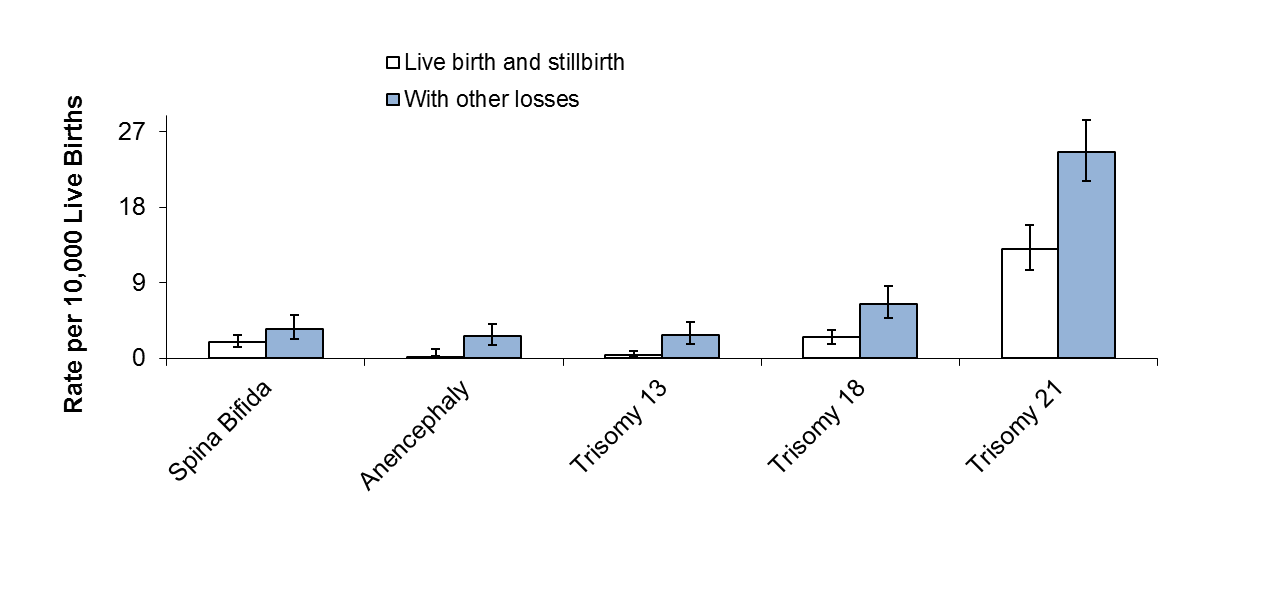 Live birth and stillbirth
With other losses
Rate per 10,000 Live Births
27
18
9
0
Spina Bifida
Anencephaly
Trisomy 13
Trisomy 18
Trisomy 21